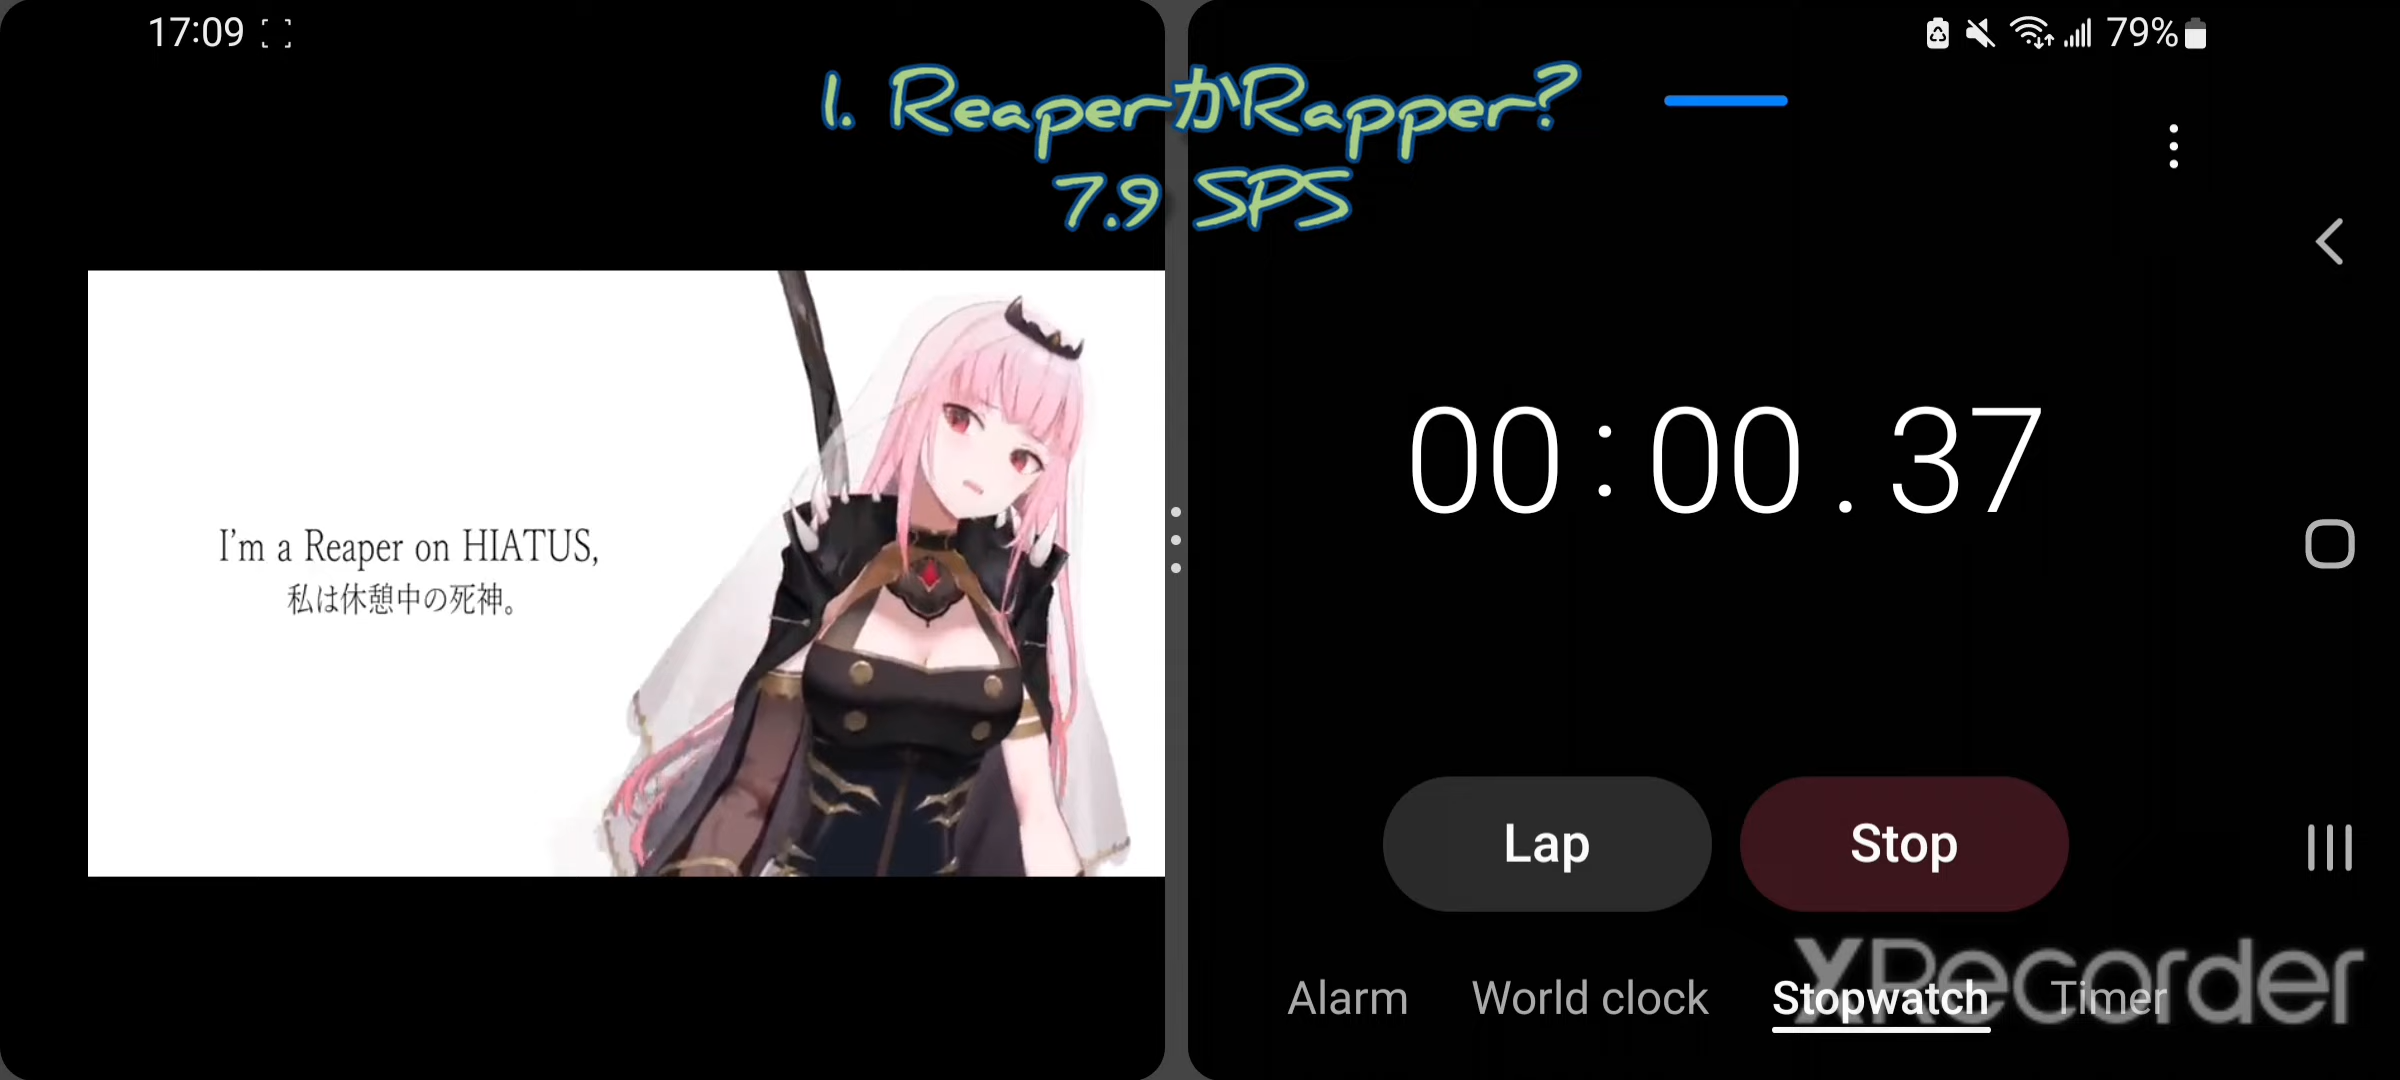 17:09
79%
1. ReaperかRapper?
7.9 SPS
I'm a Reaper on HIATUS,
私は休憩中の死神。
00:00.37
Lap
Stop
Alarm
World clock
Stopwatch
Timer
XRecorder